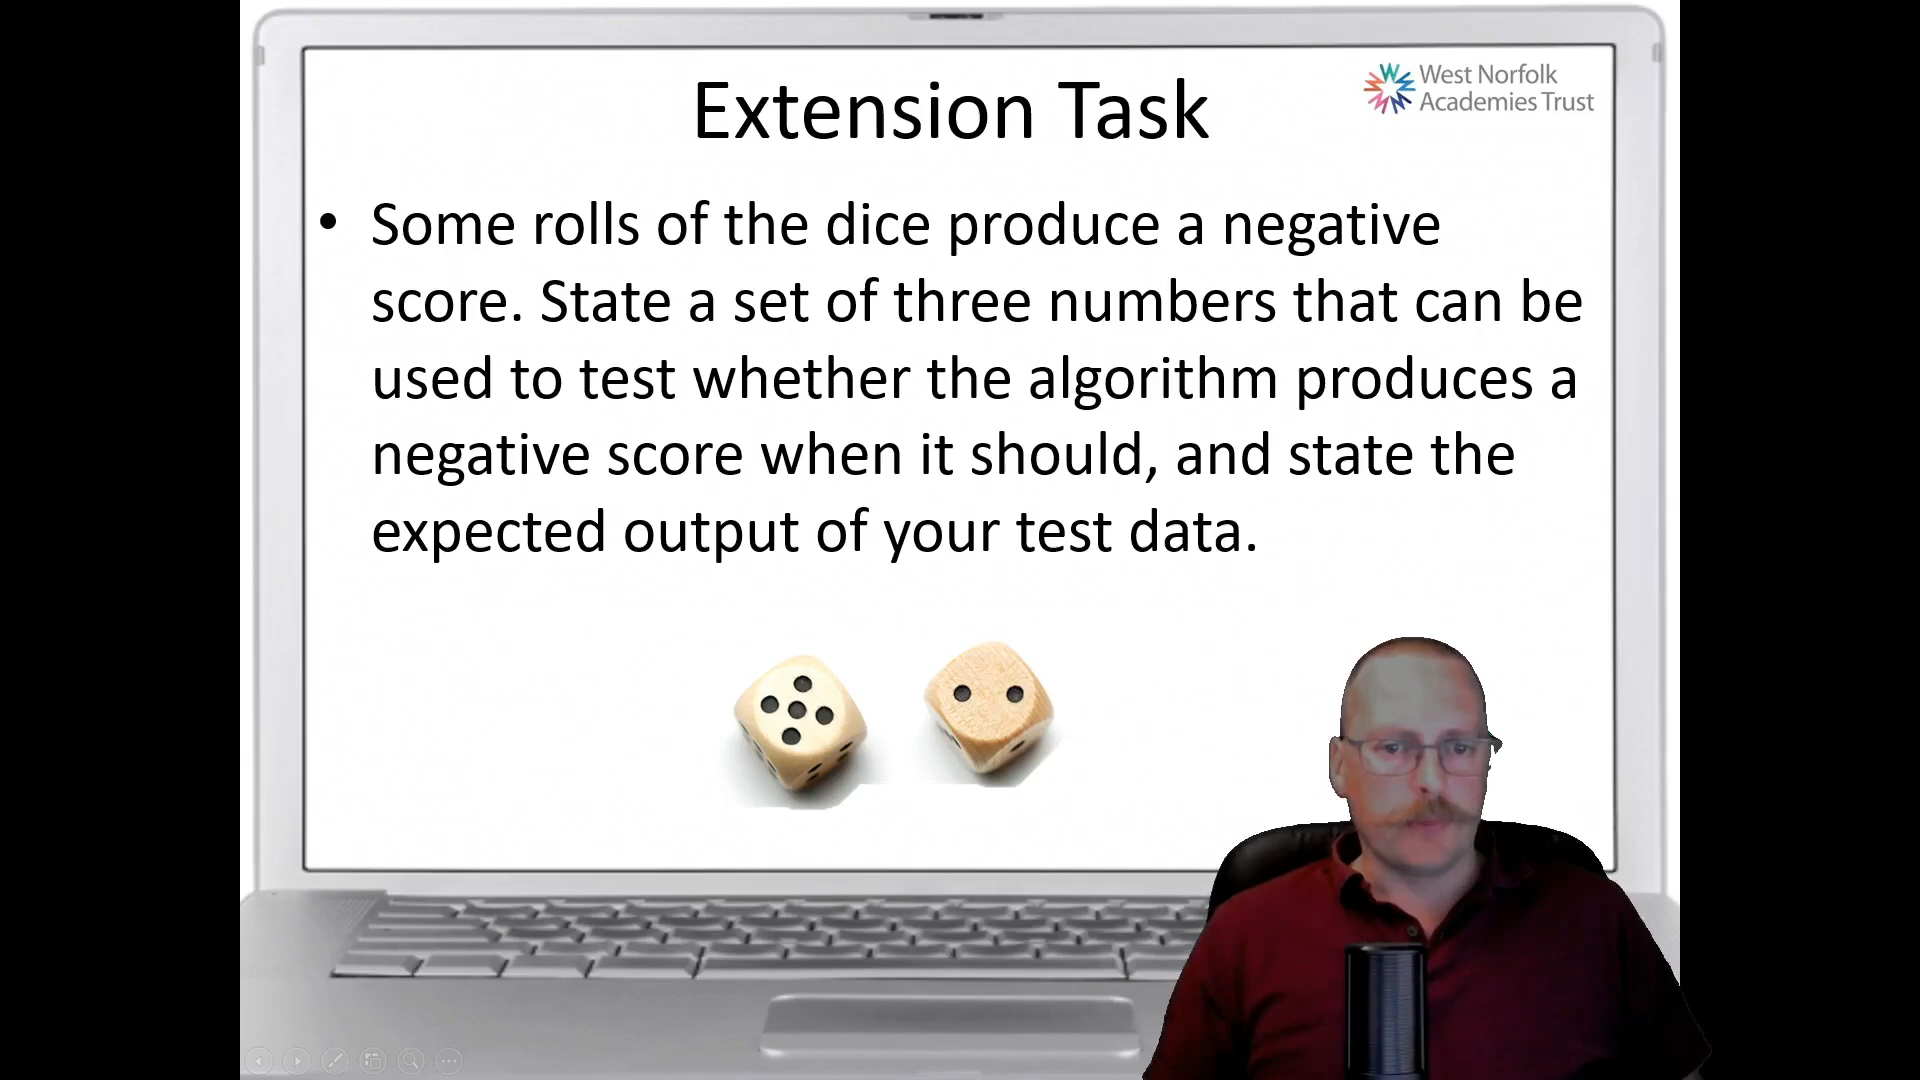 Extension Task
West Norfolk
Academies Trust
• Some rolls of the dice produce a negative
score. State a set of three numbers that can be
used to test whether the algorithm produces a
negative score when it should, and state the
expected output of your test data.